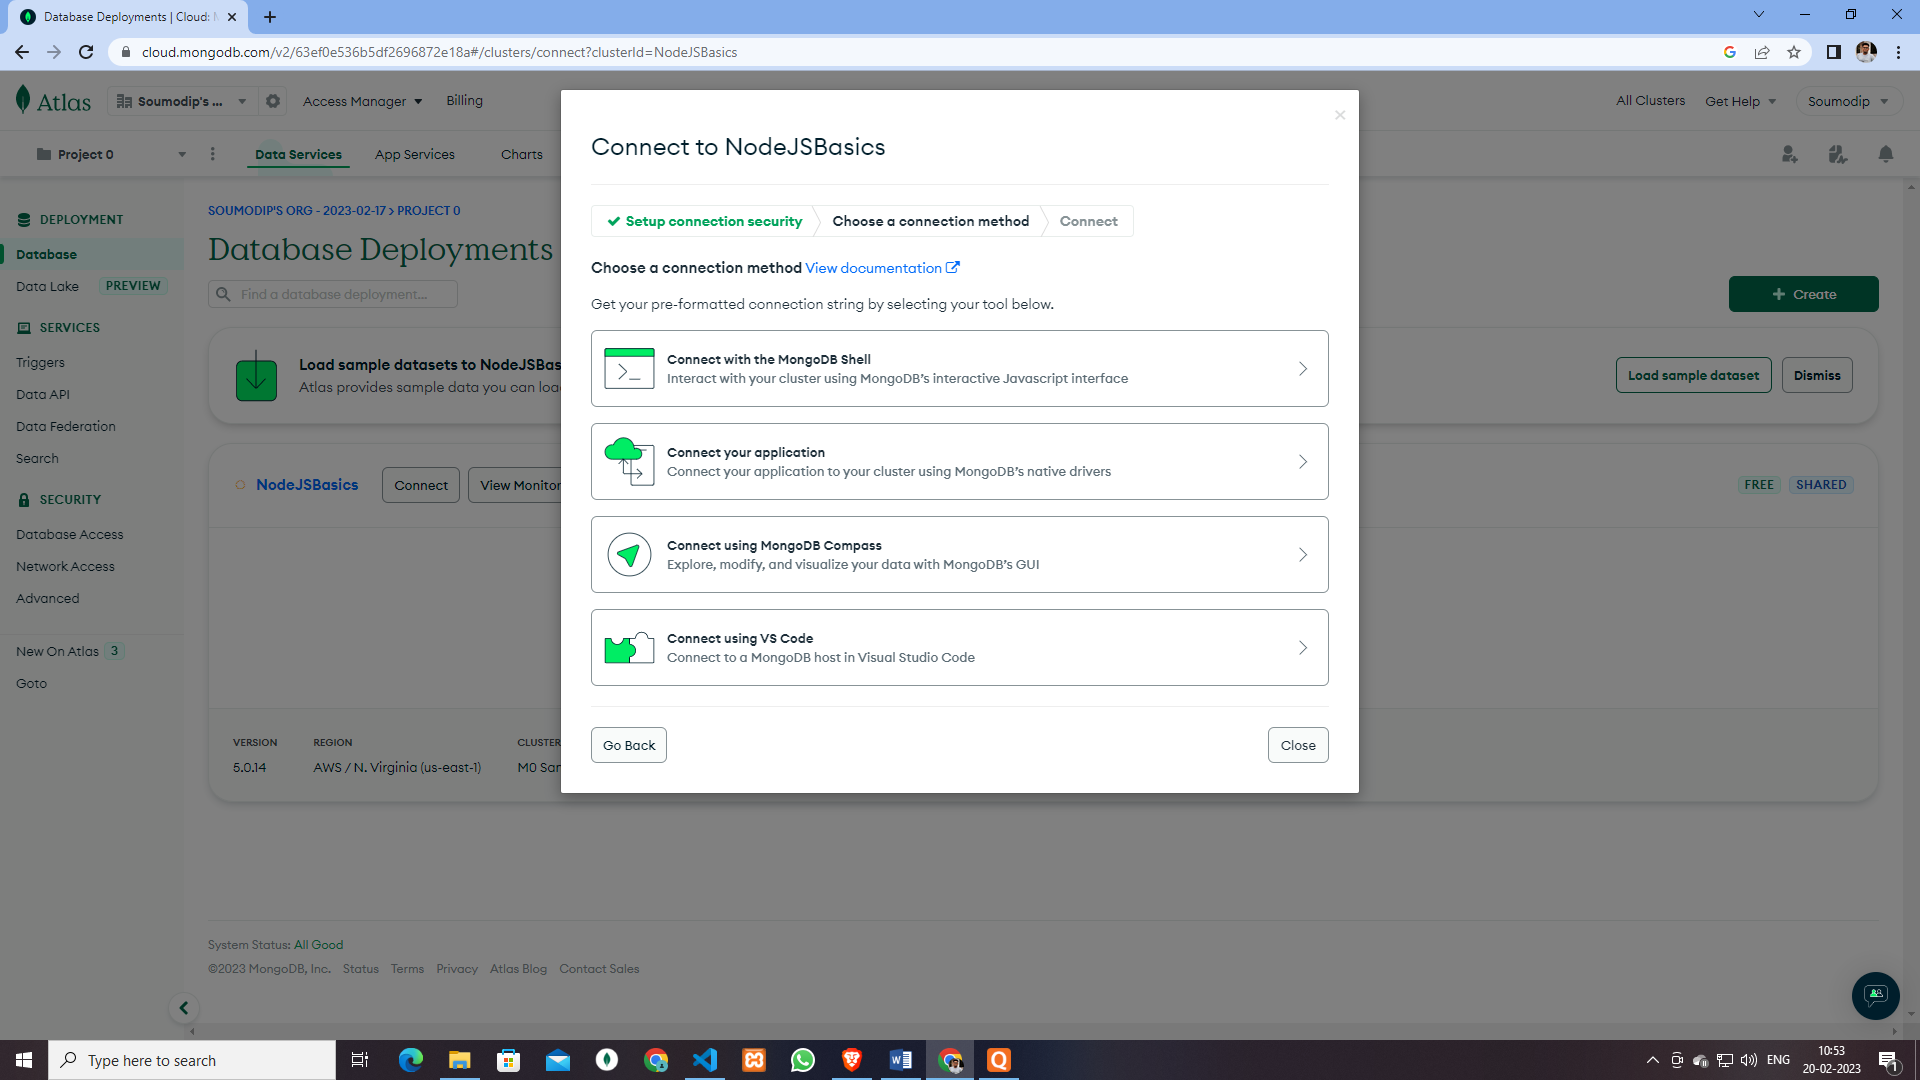 Database Deployments | Cloud: M
cloud.mongodb.com/v2/63ef0e536b5df2696872e18a#/clusters/connect?clusterId=NodeJSBasics
Atlas
Soumodip's ...
Access Manager
Billing
All Clusters
Get Help
Soumodip
Project 0
Data Services
App Services
Charts
DEPLOYMENT
Database
Data Lake PREVIEW
SERVICES
Triggers
Data API
Data Federation
Search
SECURITY
Database Access
Network Access
Advanced
New On Atlas 3
Goto
SOUMODIP'S ORG - 2023-02-17 > PROJECT 0
Database Deployments
Find a database deployment...
+ Create
Load sample datasets to NodeJSBas
Atlas provides sample data you can loa
Load sample dataset
Dismiss
NodeJSBasics
Connect
View Monitor
FREE
SHARED
VERSION
5.0.14
REGION
AWS / N. Virginia (us-east-1)
CLUSTER
M0 San
Connect to NodeJSBasics
Setup connection security
Choose a connection method
Connect
Choose a connection method View documentation
Get your pre-formatted connection string by selecting your tool below.
Connect with the MongoDB Shell
Interact with your cluster using MongoDB’s interactive Javascript interface
Connect your application
Connect your application to your cluster using MongoDB’s native drivers
Connect using MongoDB Compass
Explore, modify, and visualize your data with MongoDB’s GUI
Connect using VS Code
Connect to a MongoDB host in Visual Studio Code
Go Back
Close
System Status: All Good
©2023 MongoDB, Inc. Status Terms Privacy Atlas Blog Contact Sales
Type here to search
ENG
10:53
20-02-2023
1